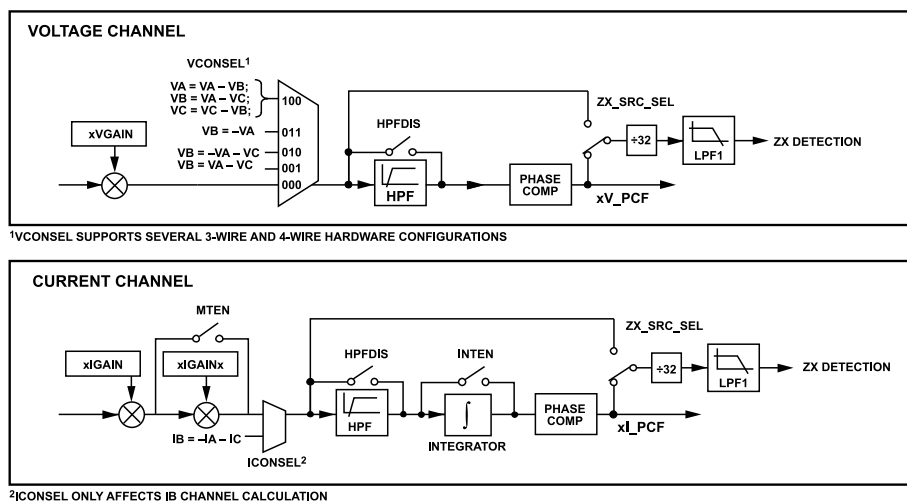 VOLTAGE CHANNEL
VCONSEL1
VA = VA – VB;
VB = VA – VC;
VC = VC – VB;
100
ZX_SRC_SEL
xVGAIN
VB = –VA
011
HPFDIS
÷32
ZX DETECTION
VB = –VA – VC
010
LPF1
VB = VA – VC
001
000
HPF
PHASE
COMP
xV_PCF
1VCONSEL SUPPORTS SEVERAL 3-WIRE AND 4-WIRE HARDWARE CONFIGURATIONS
CURRENT CHANNEL
MTEN
ZX_SRC_SEL
xIGAIN
xIGAINx
HPFDIS
INTEN
÷32
ZX DETECTION
LPF1
HPF
∫
PHASE
COMP
xI_PCF
IB = –IA – IC
INTEGRATOR
ICONSEL2
2ICONSEL ONLY AFFECTS IB CHANNEL CALCULATION